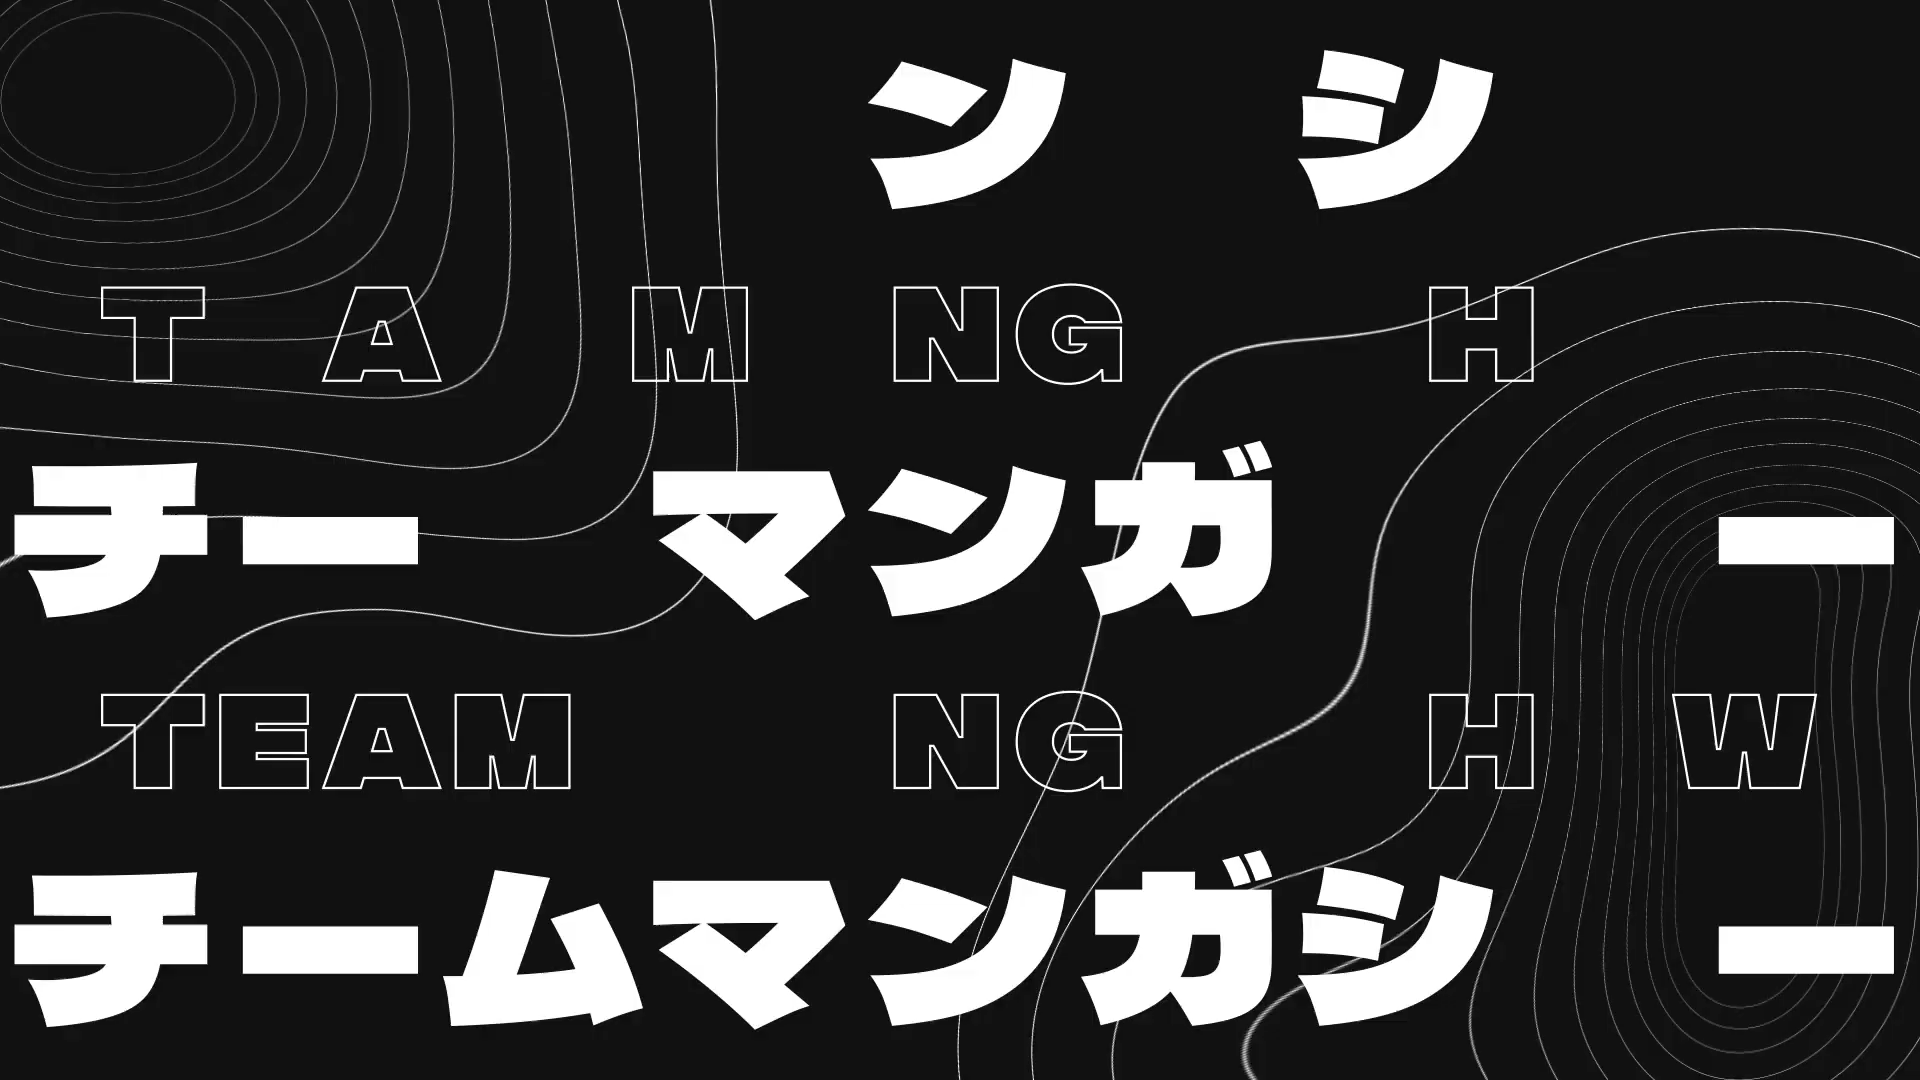 ン シ
T A M NG H
チー マンガ ー
TEAM NG H W
チームマンガシ ー